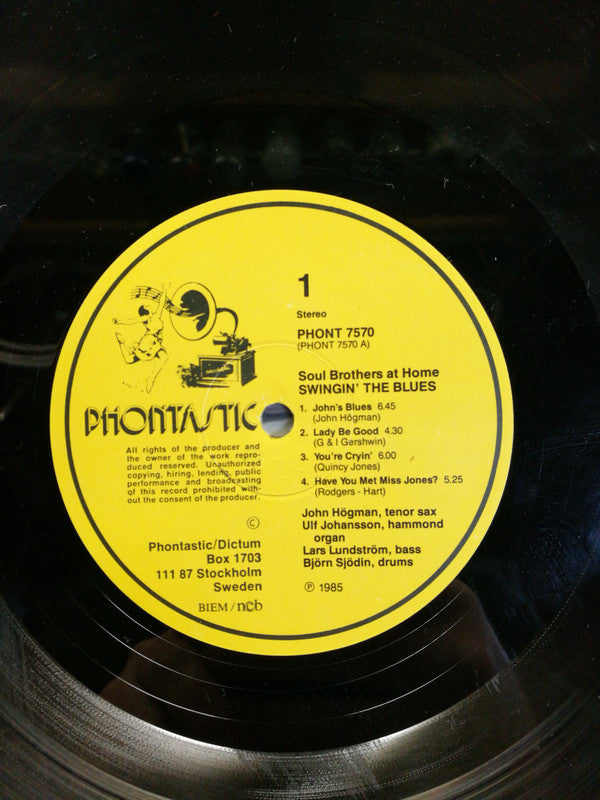 1
Stereo
PHONT 7570
(PHONT 7570 A)
Soul Brothers at Home
SWINGIN' THE BLUES
1. John's Blues 6.45
(John Högman)
2. Lady Be Good 4.30
(G & I Gershwin)
3. You're Cryin' 6.00
(Quincy Jones)
4. Have You Met Miss Jones? 5.25
(Rodgers - Hart)
John Högman, tenor sax
Ulf Johansson, hammond
organ
Lars Lundström, bass
Björn Sjödin, drums
℗ 1985
PHONTASTIC
All rights of the producer and
the owner of the work repro-
duced reserved. Unauthorized
copying, hiring, lending, public
performance and broadcasting
of this record prohibited with-
out the consent of the producer.
©
Phontastic/Dictum
Box 1703
111 87 Stockholm
Sweden
BIEM / ncb